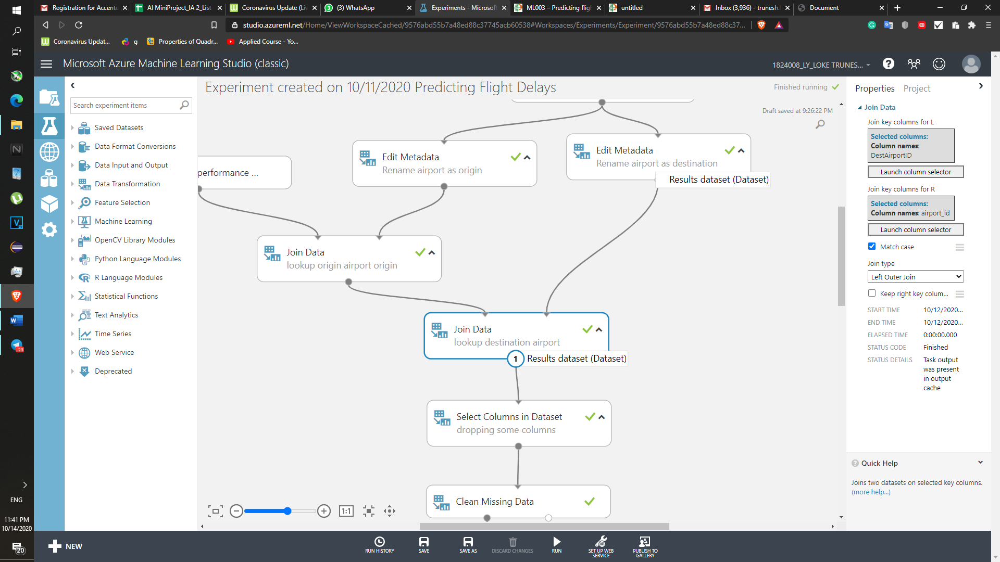 Registration for Accent
AI MiniProject_IA 2_List-
Coronavirus Update (Liv
(3) WhatsApp
Experiments - Microsoft
ML003 – Predicting fligh
untitled
Inbox (3,936) - trunesh.l
Document
studio.azureml.net/Home/ViewWorkspaceCached/9576abd55b7a48ed88c37745acb60538#Workspaces/Experiments/Experiment/9576abd55b7a48ed88c37...
Coronavirus Updat...
g
Properties of Quadr...
Applied Course - Yo...
Microsoft Azure Machine Learning Studio (classic)
1824008_LY_LOKE TRUNES...
Search experiment items
Saved Datasets
Data Format Conversions
Data Input and Output
Data Transformation
Feature Selection
Machine Learning
OpenCV Library Modules
Python Language Modules
R Language Modules
Statistical Functions
Text Analytics
Time Series
Web Service
Deprecated
Experiment created on 10/11/2020 Predicting Flight Delays
Finished running
Draft saved at 9:26:22 PM
performance ...
Edit Metadata
Rename airport as origin
Edit Metadata
Rename airport as destination
Results dataset (Dataset)
Join Data
lookup origin airport origin
Join Data
lookup destination airport
1
Results dataset (Dataset)
Select Columns in Dataset
dropping some columns
Clean Missing Data
1:1
Properties
Project
Join Data
Join key columns for L
Selected columns:
Column names:
DestAirportID
Launch column selector
Join key columns for R
Selected columns:
Column names: airport_id
Launch column selector
Match case
Join type
Left Outer Join
Keep right key colum...
START TIME 10/12/2020...
END TIME 10/12/2020...
ELAPSED TIME 0:00:00.000
STATUS CODE Finished
STATUS DETAILS Task output
was present
in output
cache
Quick Help
Joins two datasets on selected key columns.
(more help...)
ENG
11:41 PM
10/14/2020
20
23
NEW
RUN HISTORY
SAVE
SAVE AS
DISCARD CHANGES
RUN
SET UP WEB
SERVICE
PUBLISH TO
GALLERY